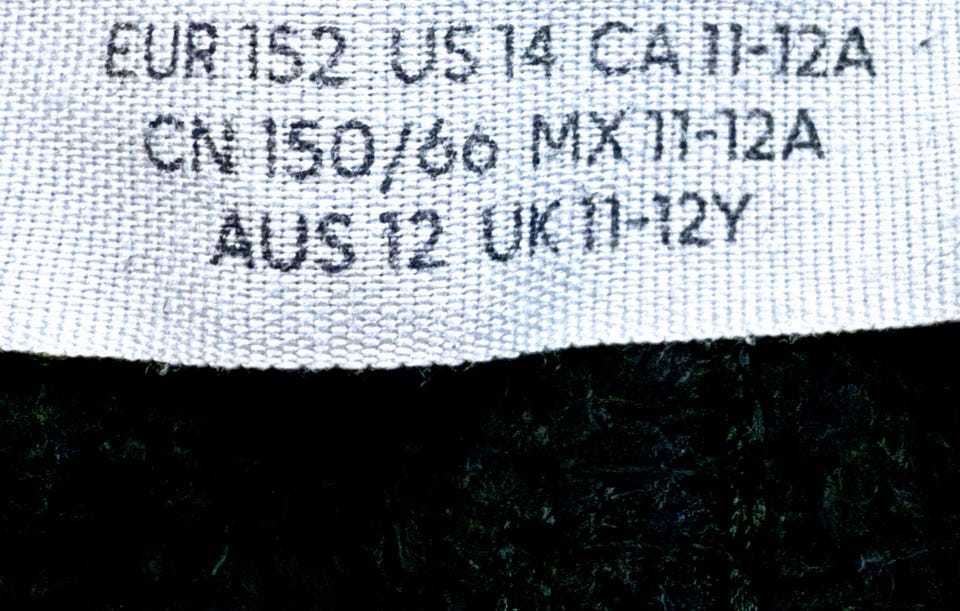 EUR 152 US 14 CA 11-12A
CN 150/66 MX 11-12A
AUS 12 UK 11-12Y